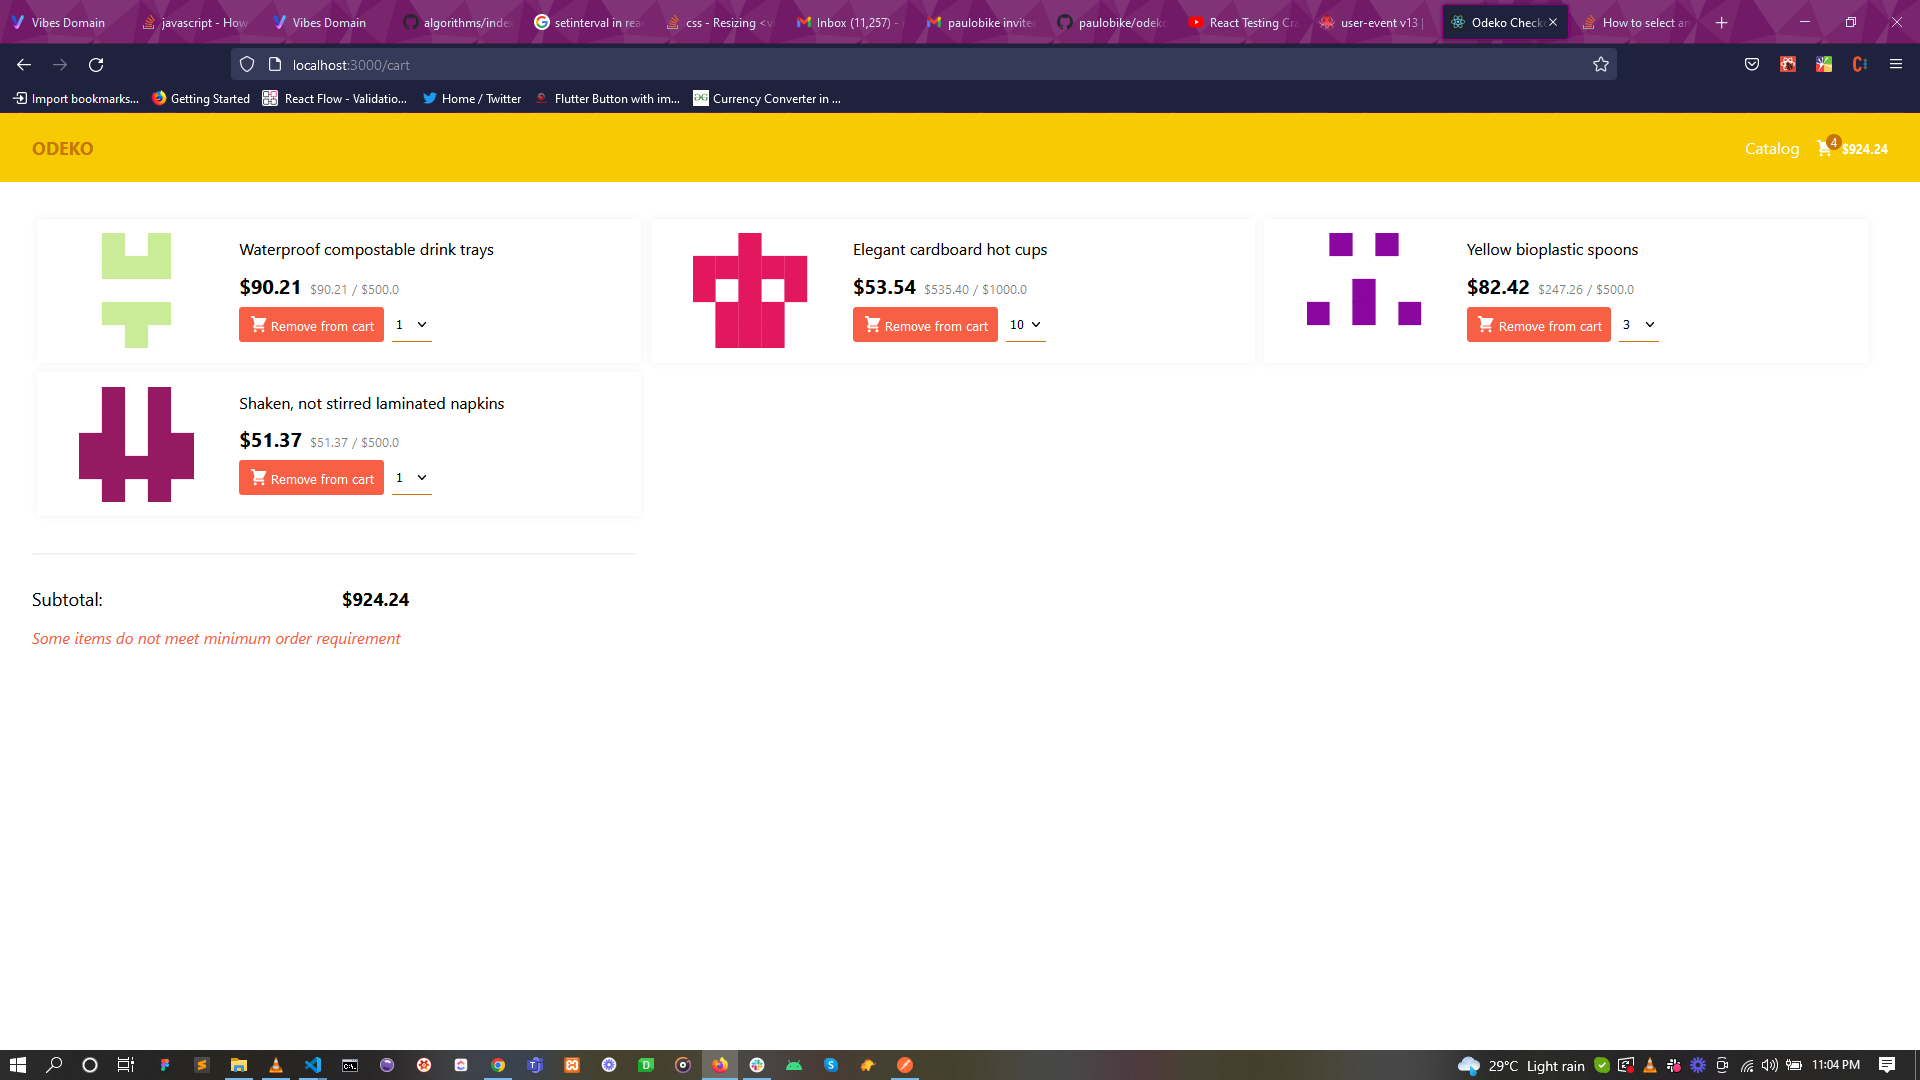 Vibes Domain
javascript - How
Vibes Domain
algorithms/index
setinterval in rea
css - Resizing <v
Inbox (11,257) -
paulobike invite
paulobike/odeko
React Testing Cra
user-event v13 |
Odeko Checko
How to select an
localhost:3000/cart
Import bookmarks...
Getting Started
React Flow - Validatio...
Home / Twitter
Flutter Button with im...
Currency Converter in ...
ODEKO
Catalog
4
$924.24
Waterproof compostable drink trays
$90.21 $90.21 / $500.0
Remove from cart 1
Elegant cardboard hot cups
$53.54 $535.40 / $1000.0
Remove from cart 10
Yellow bioplastic spoons
$82.42 $247.26 / $500.0
Remove from cart 3
Shaken, not stirred laminated napkins
$51.37 $51.37 / $500.0
Remove from cart 1
Subtotal: $924.24
Some items do not meet minimum order requirement
29°C Light rain
11:04 PM